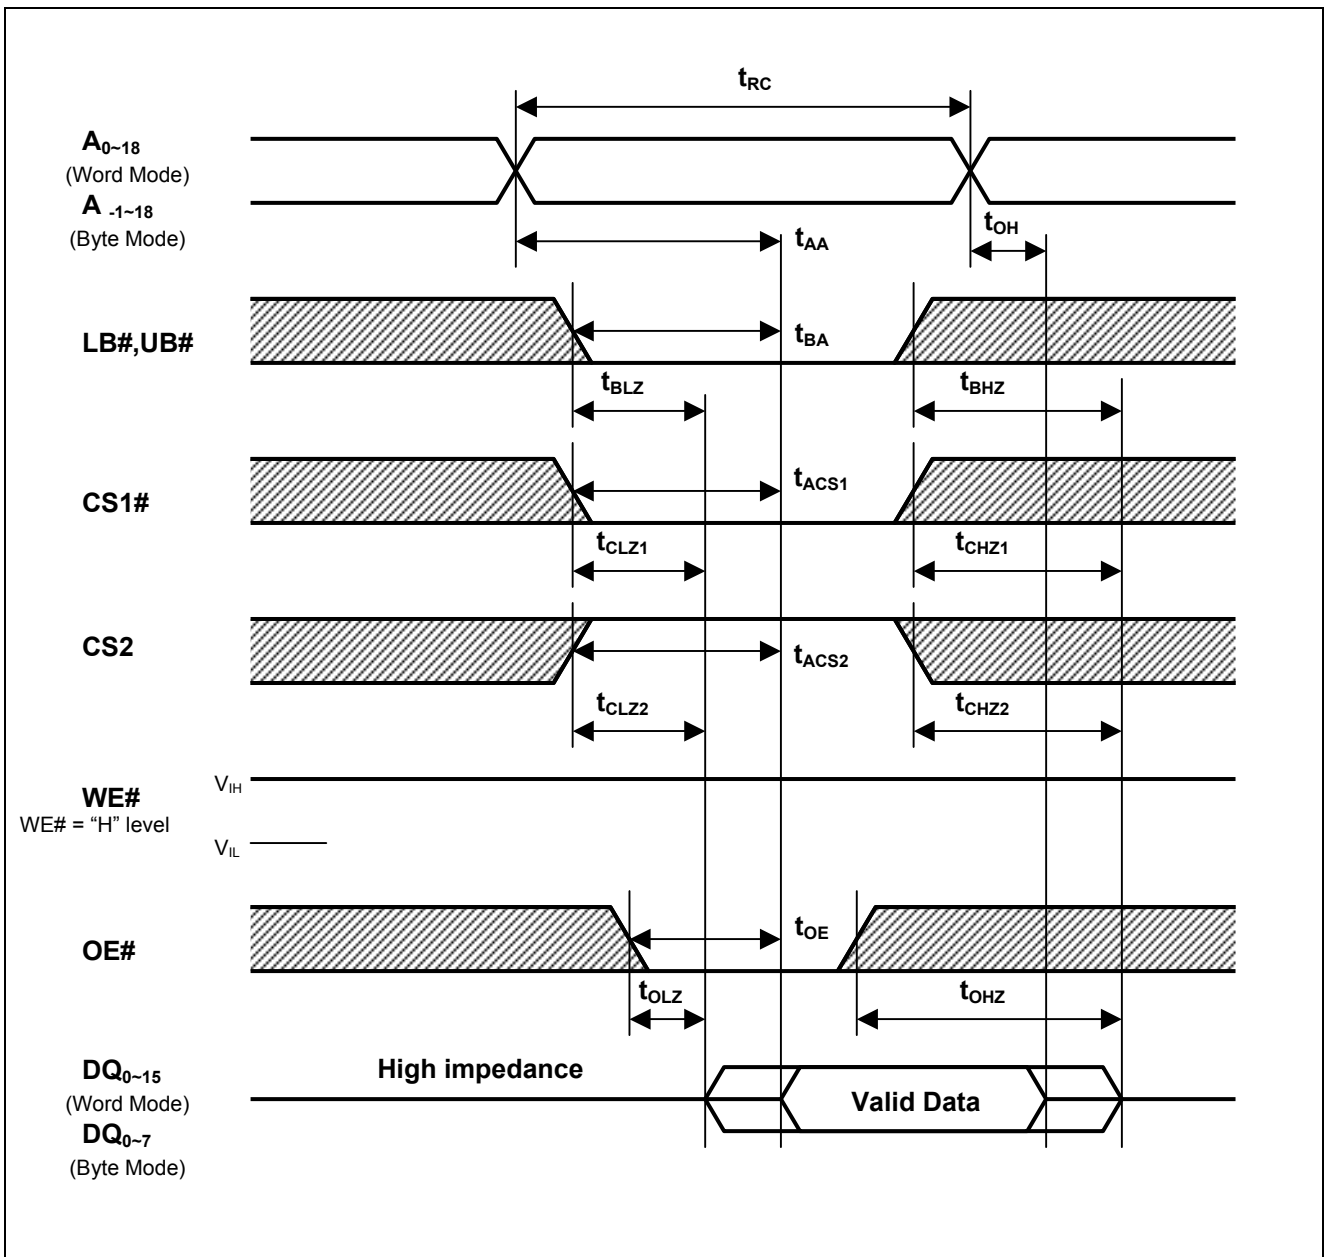 tRC
A0~18
(Word Mode)
A -1~18
(Byte Mode)
tOH
tAA
LB#,UB#
tBA
tBLZ
tBHZ
CS1#
tACS1
tCLZ1
tCHZ1
CS2
tACS2
tCLZ2
tCHZ2
VIH
WE#
WE# = “H” level
VIL
OE#
tOE
tOLZ
tOHZ
DQ0~15
High impedance
(Word Mode)
Valid Data
DQ0~7
(Byte Mode)